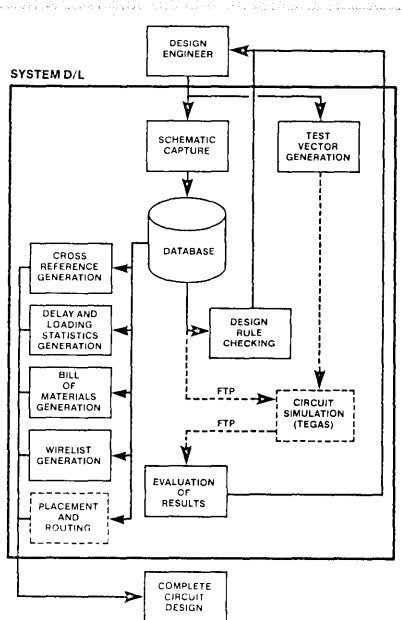 DESIGN
ENGINEER
SYSTEM D/L
SCHEMATIC
CAPTURE
TEST
VECTOR
GENERATION
DATABASE
CROSS
REFERENCE
GENERATION
DELAY AND
LOADING
STATISTICS
GENERATION
DESIGN
RULE
CHECKING
BILL
OF
MATERIALS
GENERATION
FTP
CIRCUIT
SIMULATION
(TEGAS)
FTP
WIRELIST
GENERATION
EVALUATION
OF
RESULTS
PLACEMENT
AND
ROUTING
COMPLETE
CIRCUIT
DESIGN